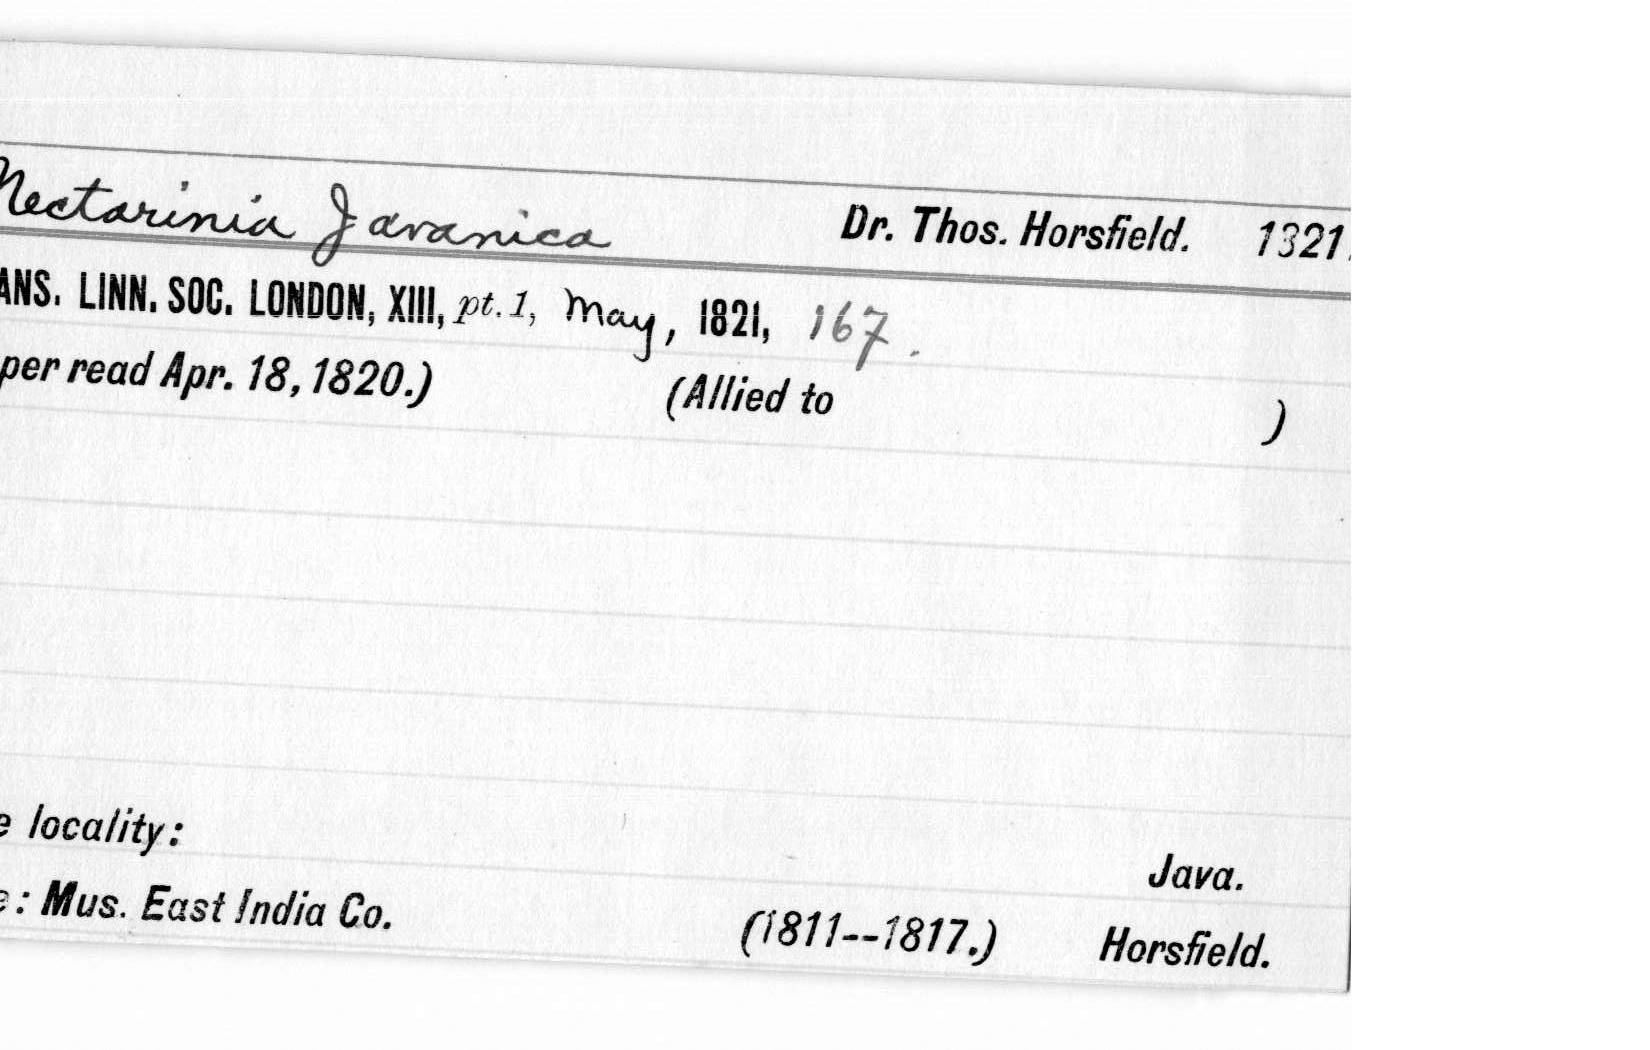 Nectarinia Javanica Dr. Thos. Horsfield. 1321.
ANS. LINN. SOC. LONDON, XIII, pt. 1, May, 1821, 167.
per read Apr. 18, 1820.) (Allied to )
e locality: Java.
e: Mus. East India Co. (1811--1817.) Horsfield.